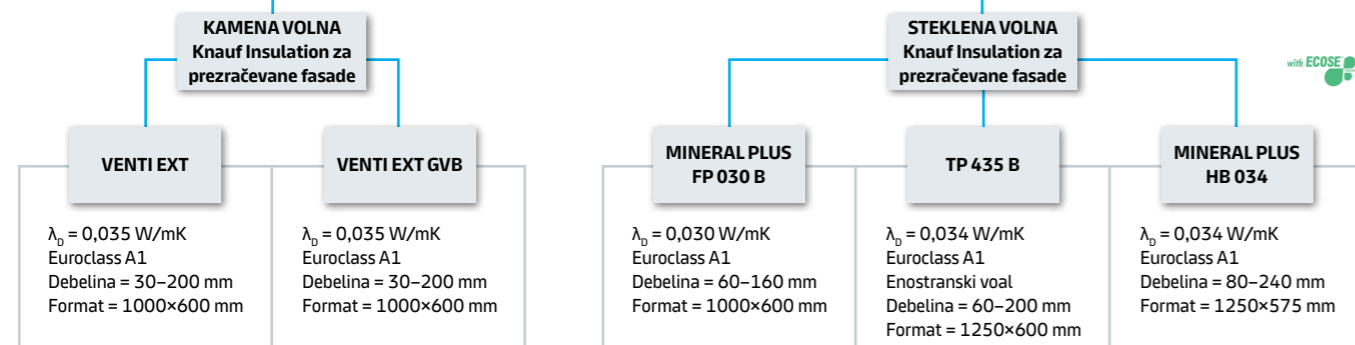 KAMENA VOLNA
Knauf Insulation za
prezračevane fasade
VENTI EXT
λD = 0,035 W/mK
Euroclass A1
Debelina = 30–200 mm
Format = 1000×600 mm
VENTI EXT GVB
λD = 0,035 W/mK
Euroclass A1
Debelina = 30–200 mm
Format = 1000×600 mm
STEKLENA VOLNA
Knauf Insulation za
prezračevane fasade
with ECOSE
MINERAL PLUS
FP 030 B
λD = 0,030 W/mK
Euroclass A1
Debelina = 60–160 mm
Format = 1000×600 mm
TP 435 B
λD = 0,034 W/mK
Euroclass A1
Enostranski voal
Debelina = 60–200 mm
Format = 1250×600 mm
MINERAL PLUS
HB 034
λD = 0,034 W/mK
Euroclass A1
Debelina = 80–240 mm
Format = 1250×575 mm